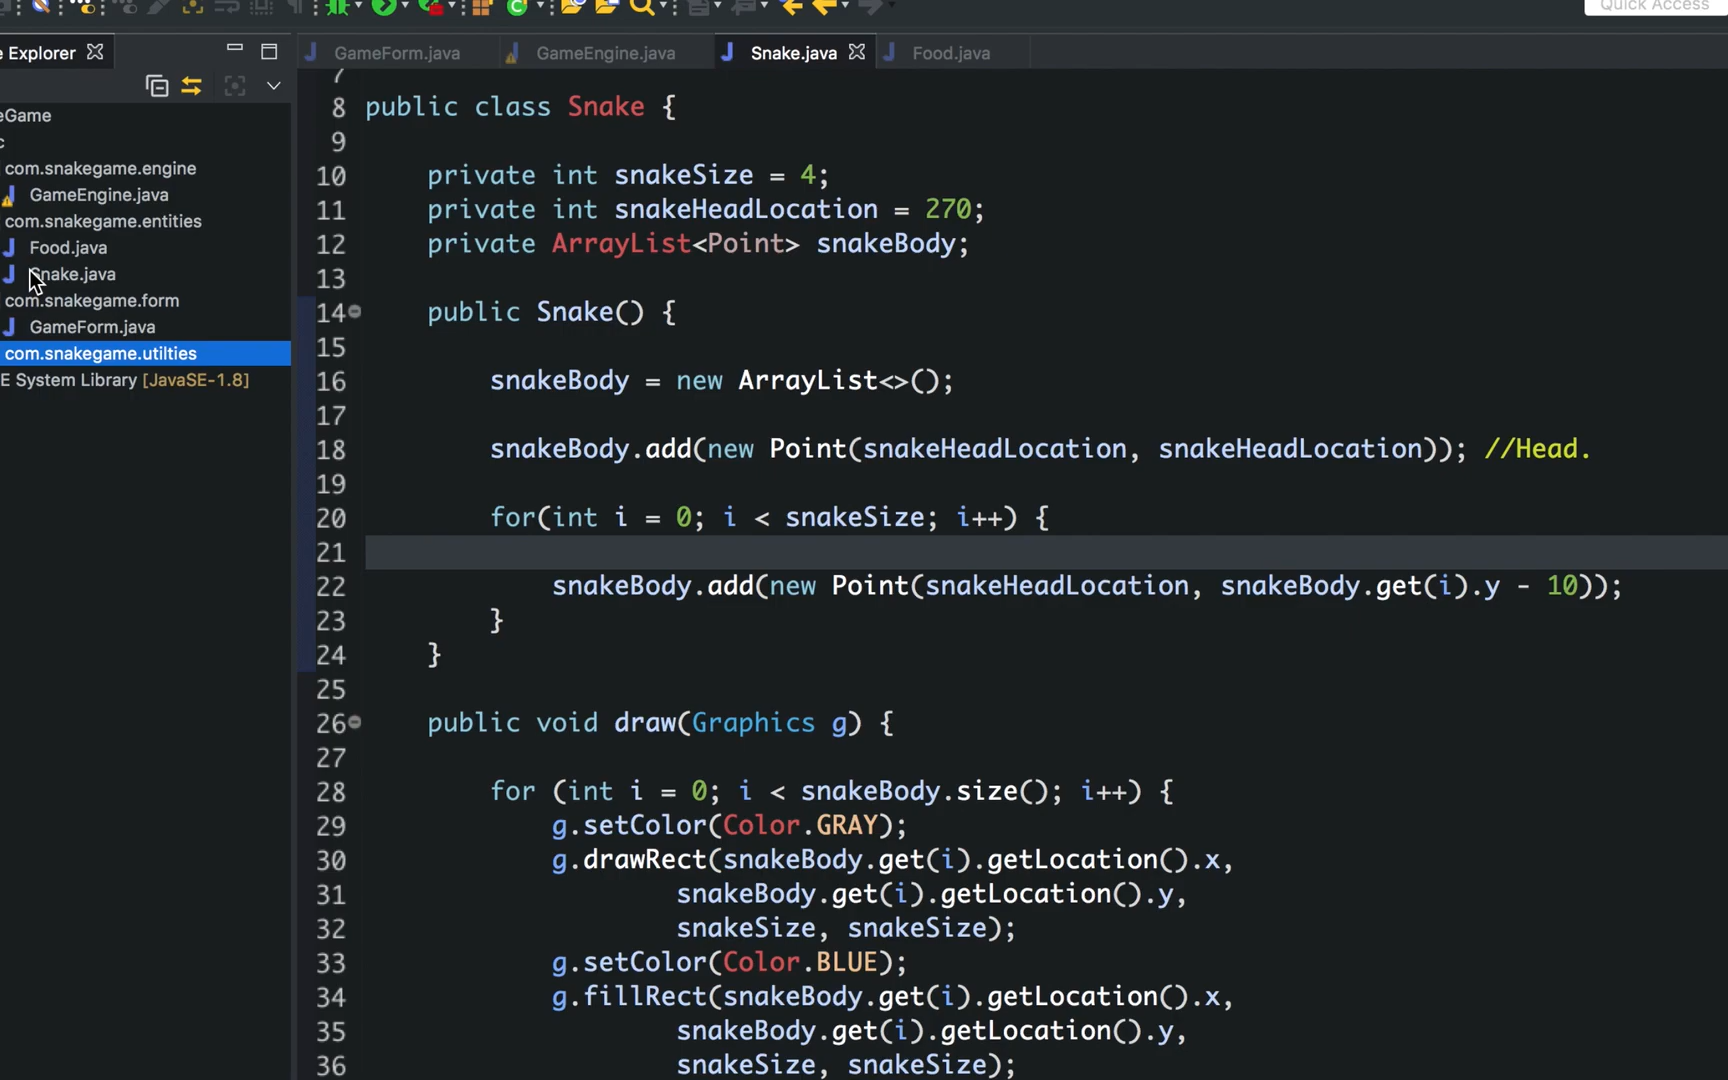 Quick Access
e Explorer
GameForm.java
GameEngine.java
Snake.java
Food.java
eGame
c
com.snakegame.engine
GameEngine.java
com.snakegame.entities
Food.java
Snake.java
com.snakegame.form
GameForm.java
com.snakegame.utilties
E System Library [JavaSE-1.8]
7
8 public class Snake {
9
10 private int snakeSize = 4;
11 private int snakeHeadLocation = 270;
12 private ArrayList<Point> snakeBody;
13
14 public Snake() {
15
16 snakeBody = new ArrayList<>();
17
18 snakeBody.add(new Point(snakeHeadLocation, snakeHeadLocation)); //Head.
19
20 for(int i = 0; i < snakeSize; i++) {
21
22 snakeBody.add(new Point(snakeHeadLocation, snakeBody.get(i).y - 10));
23 }
24 }
25
26 public void draw(Graphics g) {
27
28 for (int i = 0; i < snakeBody.size(); i++) {
29 g.setColor(Color.GRAY);
30 g.drawRect(snakeBody.get(i).getLocation().x,
31 snakeBody.get(i).getLocation().y,
32 snakeSize, snakeSize);
33 g.setColor(Color.BLUE);
34 g.fillRect(snakeBody.get(i).getLocation().x,
35 snakeBody.get(i).getLocation().y,
36 snakeSize, snakeSize);